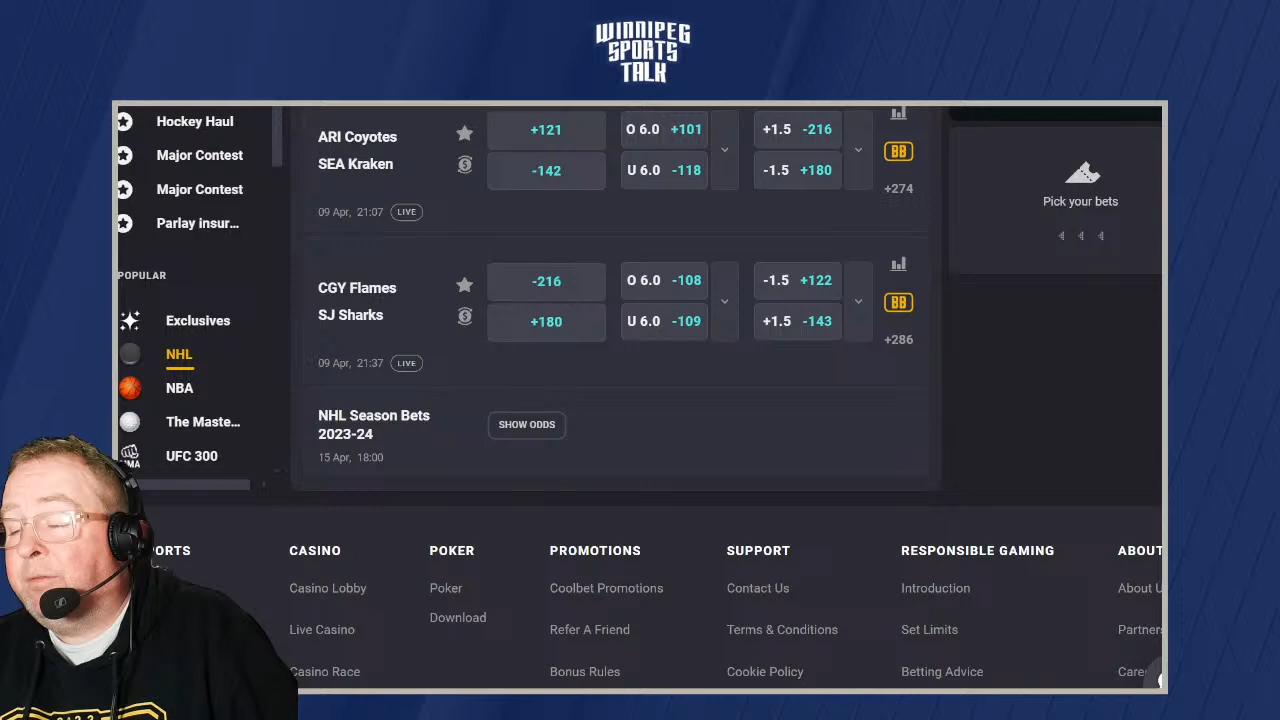 WINNIPEG
SPORTS
TALK
Hockey Haul
Major Contest
Major Contest
Parlay insur...
POPULAR
Exclusives
NHL
NBA
The Maste...
UFC 300
ARI Coyotes
SEA Kraken
+121
-142
O 6.0 +101
U 6.0 -118
+1.5 -216
-1.5 +180
BB
+274
09 Apr, 21:07 LIVE
CGY Flames
SJ Sharks
-216
+180
O 6.0 -108
U 6.0 -109
-1.5 +122
+1.5 -143
BB
+286
09 Apr, 21:37 LIVE
NHL Season Bets
2023-24
SHOW ODDS
15 Apr, 18:00
Pick your bets
ORTS
CASINO
Casino Lobby
Live Casino
Casino Race
POKER
Poker
Download
PROMOTIONS
Coolbet Promotions
Refer A Friend
Bonus Rules
SUPPORT
Contact Us
Terms & Conditions
Cookie Policy
RESPONSIBLE GAMING
Introduction
Set Limits
Betting Advice
ABOUT
About U
Partner
Care